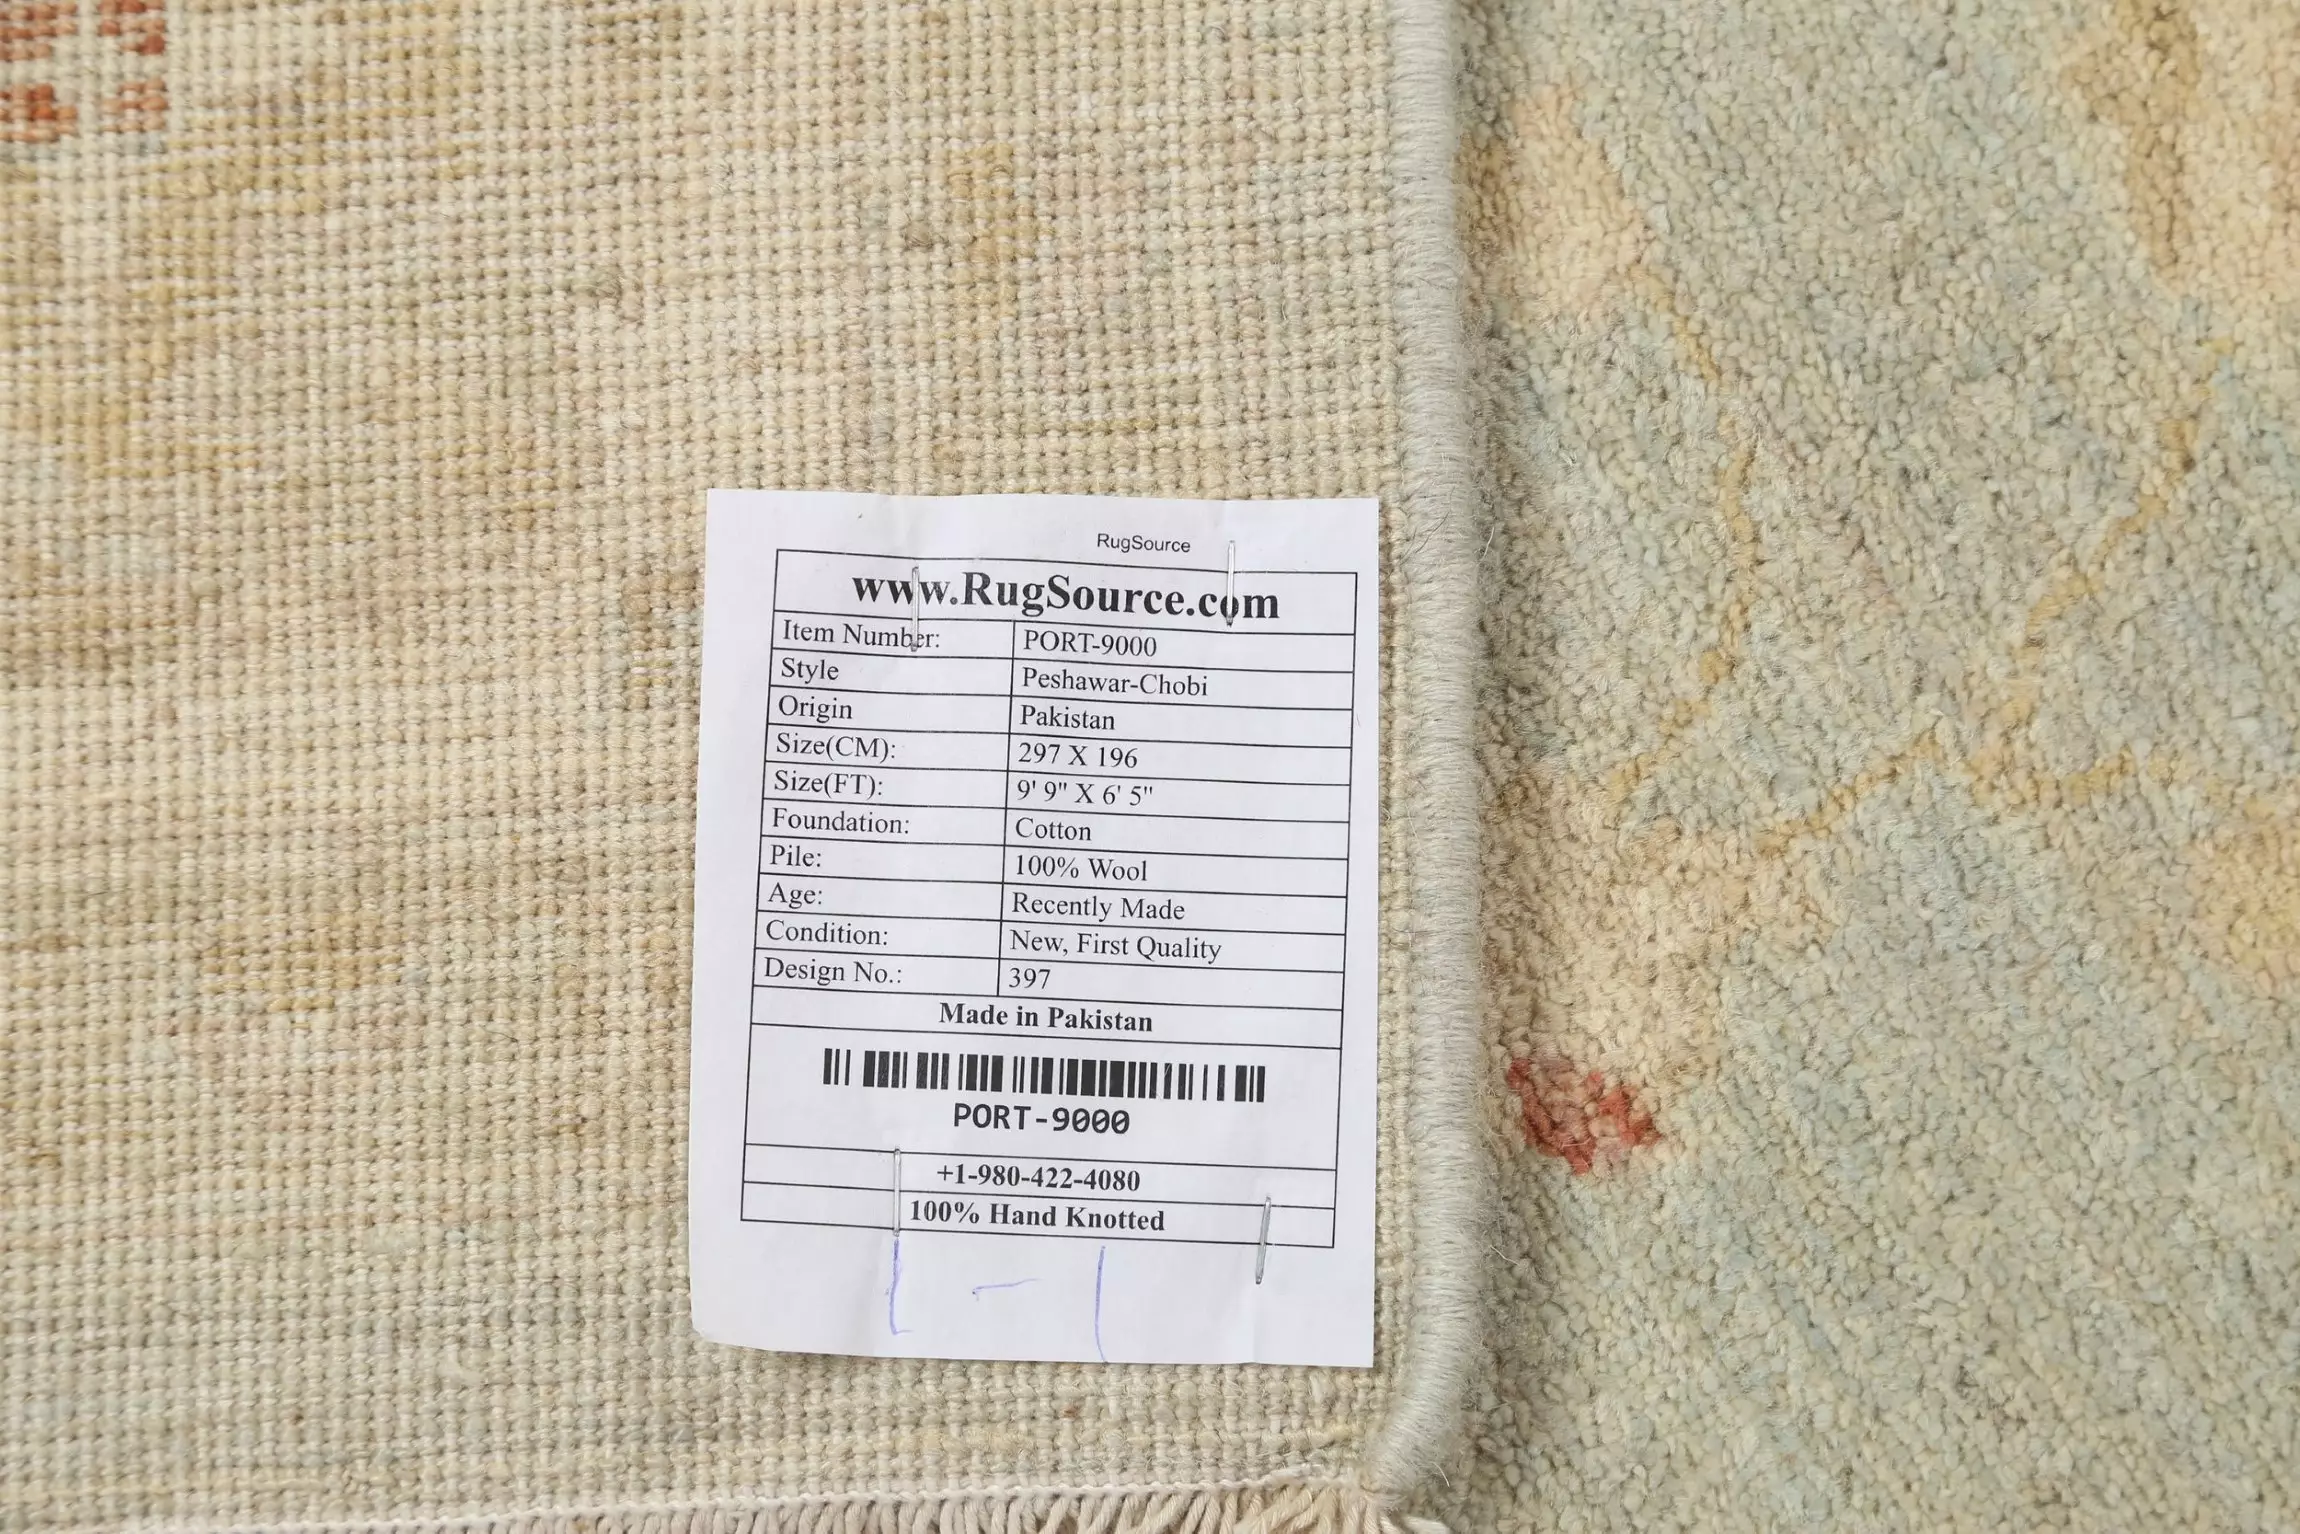 RugSource
www.RugSource.com
Item Number: PORT-9000
Style Peshawar-Chobi
Origin Pakistan
Size(CM): 297 X 196
Size(FT): 9' 9" X 6' 5"
Foundation: Cotton
Pile: 100% Wool
Age: Recently Made
Condition: New, First Quality
Design No.: 397
Made in Pakistan
PORT-9000
+1-980-422-4080
100% Hand Knotted
1 - 1